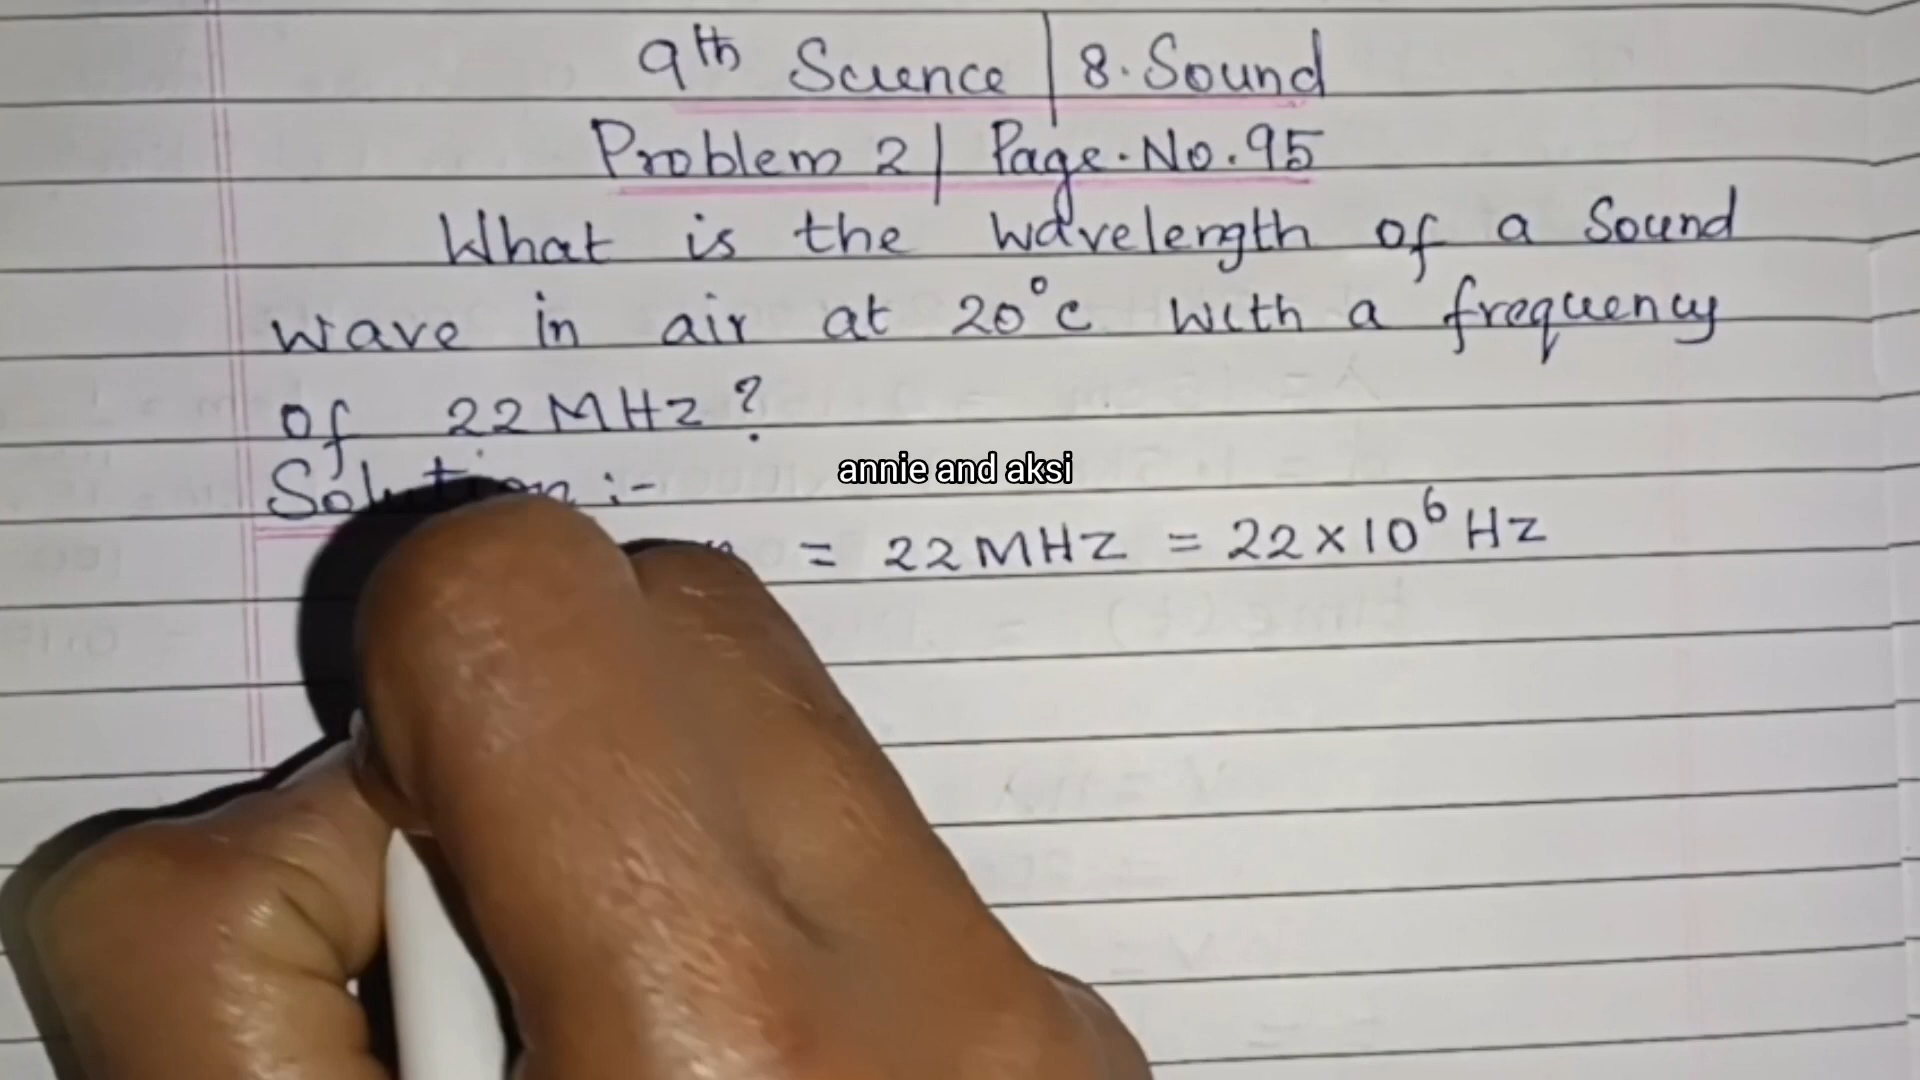 9th Science | 8. Sound
Problem 2 | Page. No. 95
What is the wavelength of a Sound
wave in air at 20°C with a frequency
of 22 MHz?
annie and aksi
Solution :-
n = 22 MHz = 22 × 10⁶ Hz